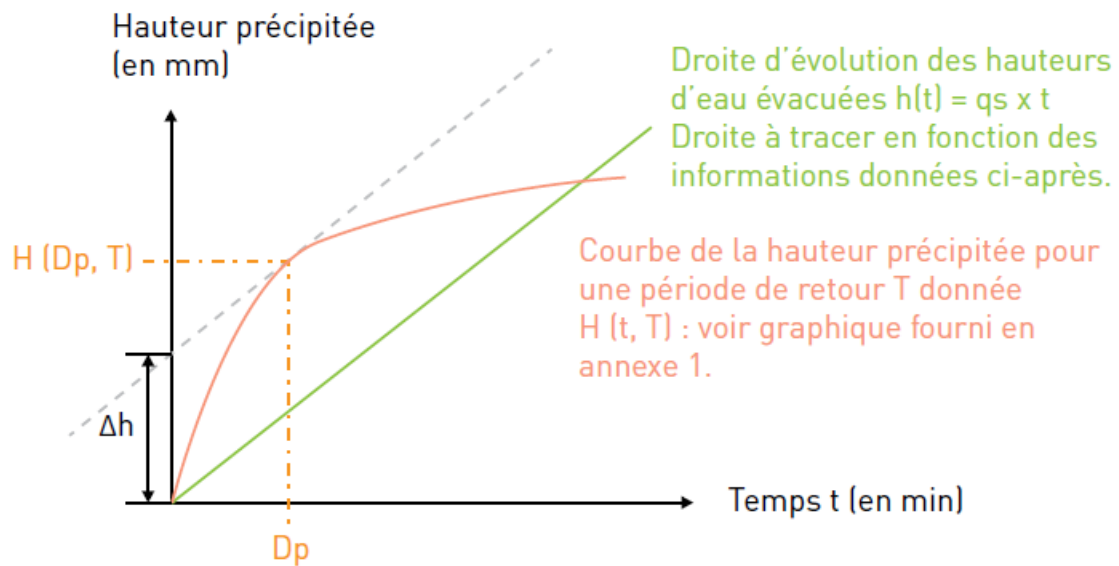 Hauteur précipitée
(en mm)
Droite d'évolution des hauteurs
d'eau évacuées h(t) = qs x t
Droite à tracer en fonction des
informations données ci-après.
H (Dp, T)
Courbe de la hauteur précipitée pour
une période de retour T donnée
H (t, T) : voir graphique fourni en
annexe 1.
Δh
Temps t (en min)
Dp